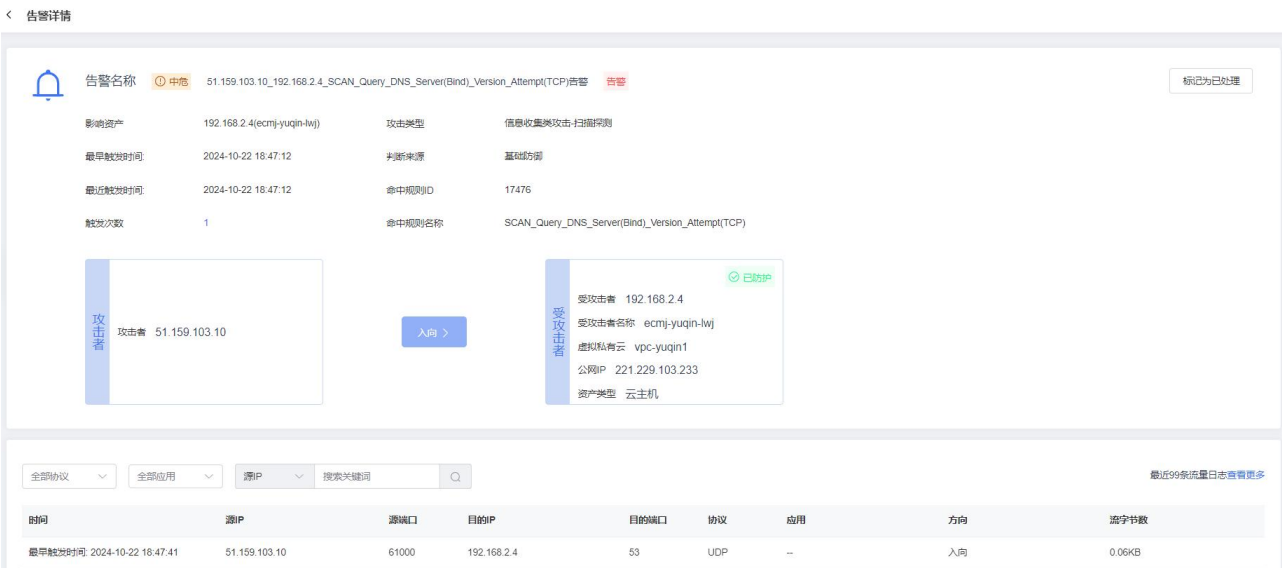 告警详情
告警名称 中危 51.159.103.10_192.168.2.4_SCAN_Query_DNS_Server(Bind)_Version_Attempt(TCP)告警 告警 标记为已处理
影响资产 192.168.2.4(ecmj-yuqin-lwj) 攻击类型 信息收集类攻击-扫描探测
最早触发时间: 2024-10-22 18:47:12 判断来源 基础防御
最近触发时间: 2024-10-22 18:47:12 命中规则ID 17476
触发次数 1 命中规则名称 SCAN_Query_DNS_Server(Bind)_Version_Attempt(TCP)
攻击者
攻击者 51.159.103.10
入向 >
受攻击者
已防护
受攻击者 192.168.2.4
受攻击者名称 ecmj-yuqin-lwj
虚拟私有云 vpc-yuqin1
公网IP 221.229.103.233
资产类型 云主机
全部协议 全部应用 源IP 搜索关键词 最近99条流量日志查看更多
时间 源IP 源端口 目的IP 目的端口 协议 应用 方向 流字节数
最早触发时间: 2024-10-22 18:47:41 51.159.103.10 61000 192.168.2.4 53 UDP -- 入向 0.06KB